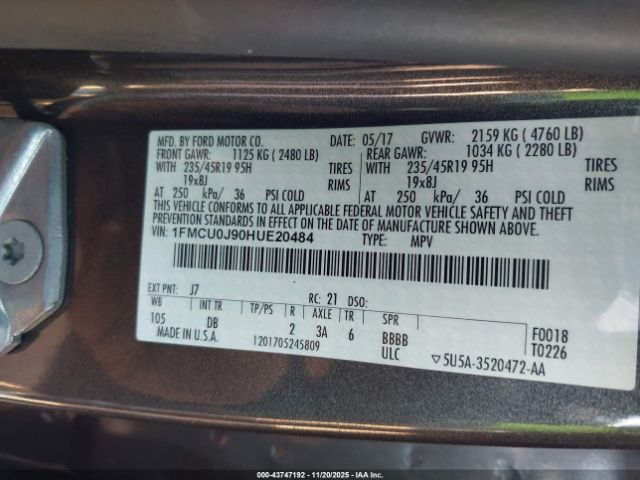 MFD. BY FORD MOTOR CO. DATE: 05/17 GVWR: 2159 KG ( 4760 LB)
FRONT GAWR: 1125 KG ( 2480 LB) REAR GAWR: 1034 KG ( 2280 LB)
WITH 235/45R19 95H TIRES WITH 235/45R19 95H TIRES
19x8J RIMS 19x8J RIMS
AT 250 kPa/ 36 PSI COLD AT 250 kPa/ 36 PSI COLD
THIS VEHICLE CONFORMS TO ALL APPLICABLE FEDERAL MOTOR VEHICLE SAFETY AND THEFT
PREVENTION STANDARDS IN EFFECT ON THE DATE OF MANUFACTURE SHOWN ABOVE.
VIN: 1FMCU0J90HUE20484 TYPE: MPV
EXT PNT: J7 RC: 21 DSO:
WB INT TR TP/PS R AXLE TR SPR F0018
105 DB 2 3A 6 BBBB T0226
MADE IN U.S.A. 1201705245809 ULC ▽5U5A-3520472-AA
000-43747192 — 11/20/2025 — IAA Inc.